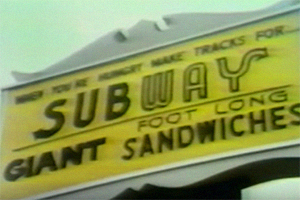 WHEN YOU'RE HUNGRY MAKE TRACKS FOR...
SUBWAY
FOOT LONG
GIANT SANDWICHES